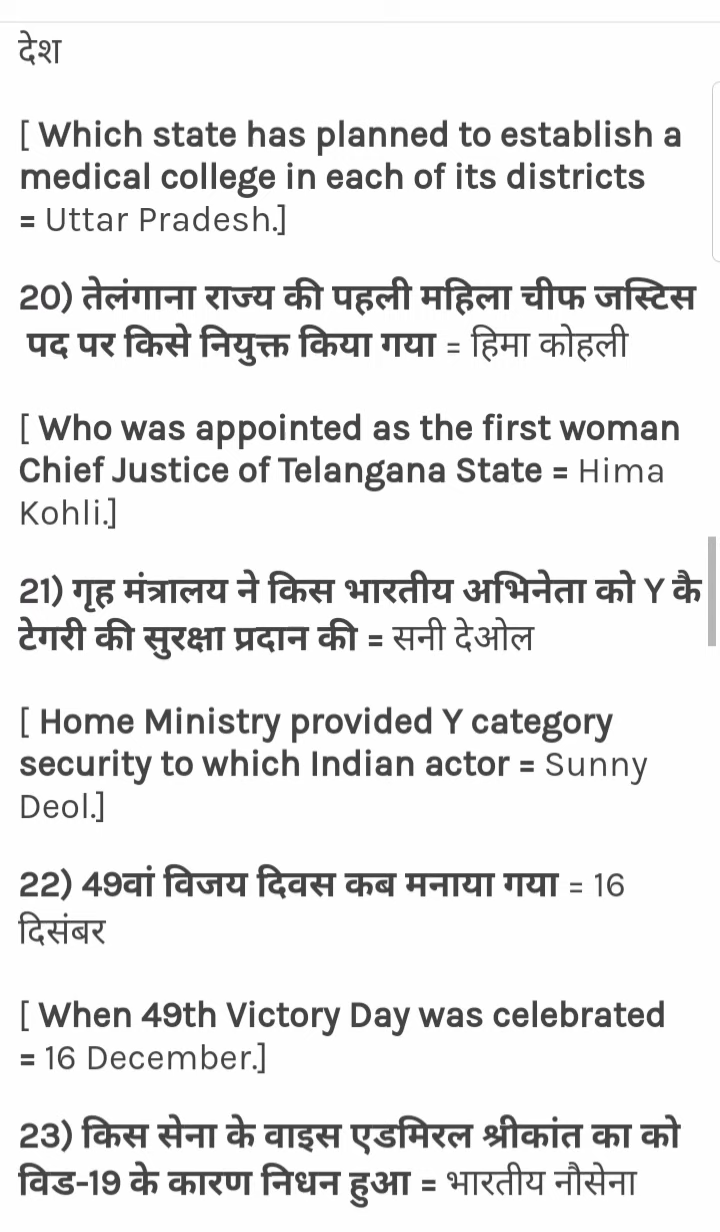 देश
[ Which state has planned to establish a
medical college in each of its districts
= Uttar Pradesh.]
20) तेलंगाना राज्य की पहली महिला चीफ जस्टिस
पद पर किसे नियुक्त किया गया = हिमा कोहली
[ Who was appointed as the first woman
Chief Justice of Telangana State = Hima
Kohli.]
21) गृह मंत्रालय ने किस भारतीय अभिनेता को Y कै
टेगरी की सुरक्षा प्रदान की = सनी देओल
[ Home Ministry provided Y category
security to which Indian actor = Sunny
Deol.]
22) 49वां विजय दिवस कब मनाया गया = 16
दिसंबर
[ When 49th Victory Day was celebrated
= 16 December.]
23) किस सेना के वाइस एडमिरल श्रीकांत का को
विड-19 के कारण निधन हुआ = भारतीय नौसेना